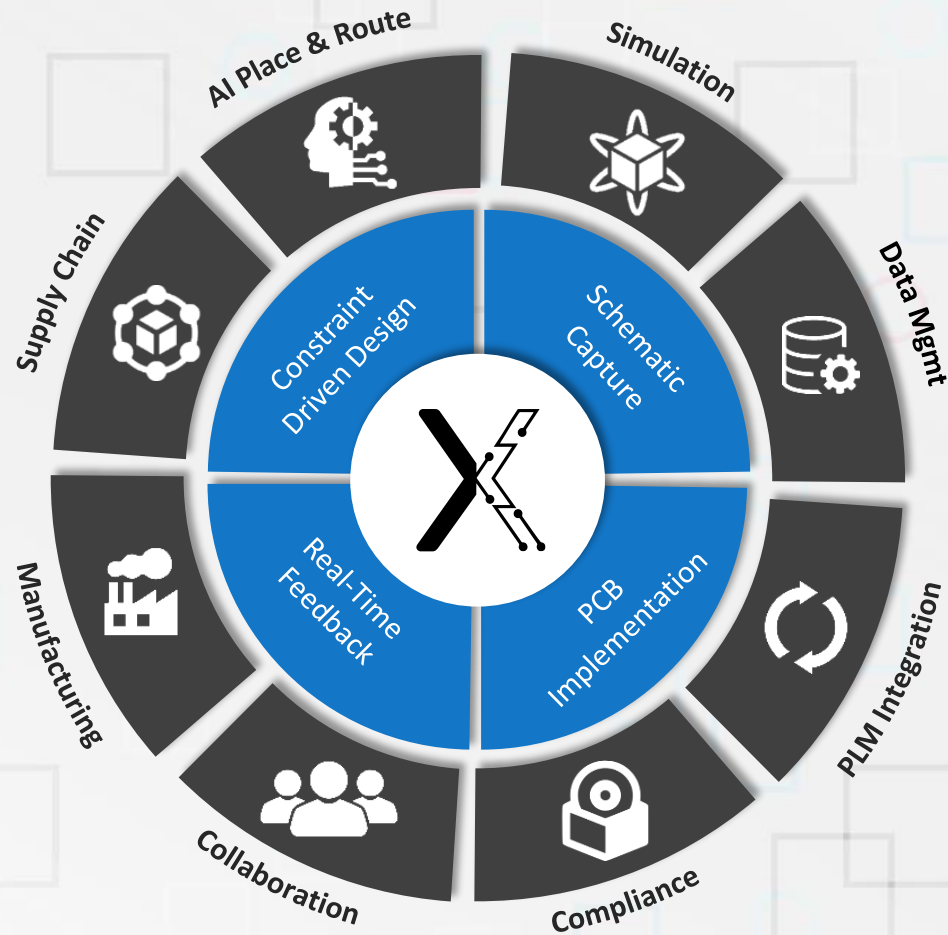 AI Place & Route
Simulation
Supply Chain
Data Mgmt
Constraint
Driven Design
Schematic
Capture
X
Real-Time
Feedback
PCB
Implementation
Manufacturing
PLM Integration
Collaboration
Compliance